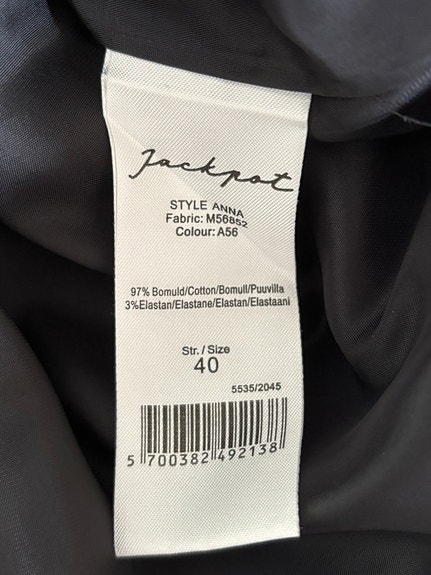 Jackpot
STYLE ANNA
Fabric: M56852
Colour: A56
97% Bomuld/Cotton/Bomull/Puuvilla
3%Elastan/Elastane/Elastan/Elastaani
Str. / Size
40
5535/2045
5 700382 492138